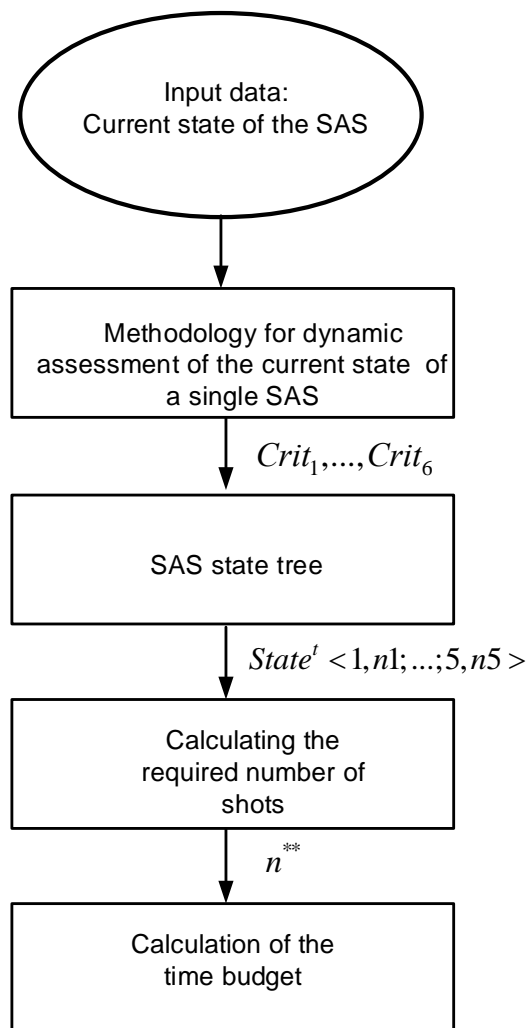 Input data:
Current state of the SAS
Methodology for dynamic
assessment of the current state of
a single SAS
Crit₁,...,Crit₆
SAS state tree
Stateᵗ <1,n1;...;5,n5>
Calculating the
required number of
shots
n**
Calculation of the
time budget